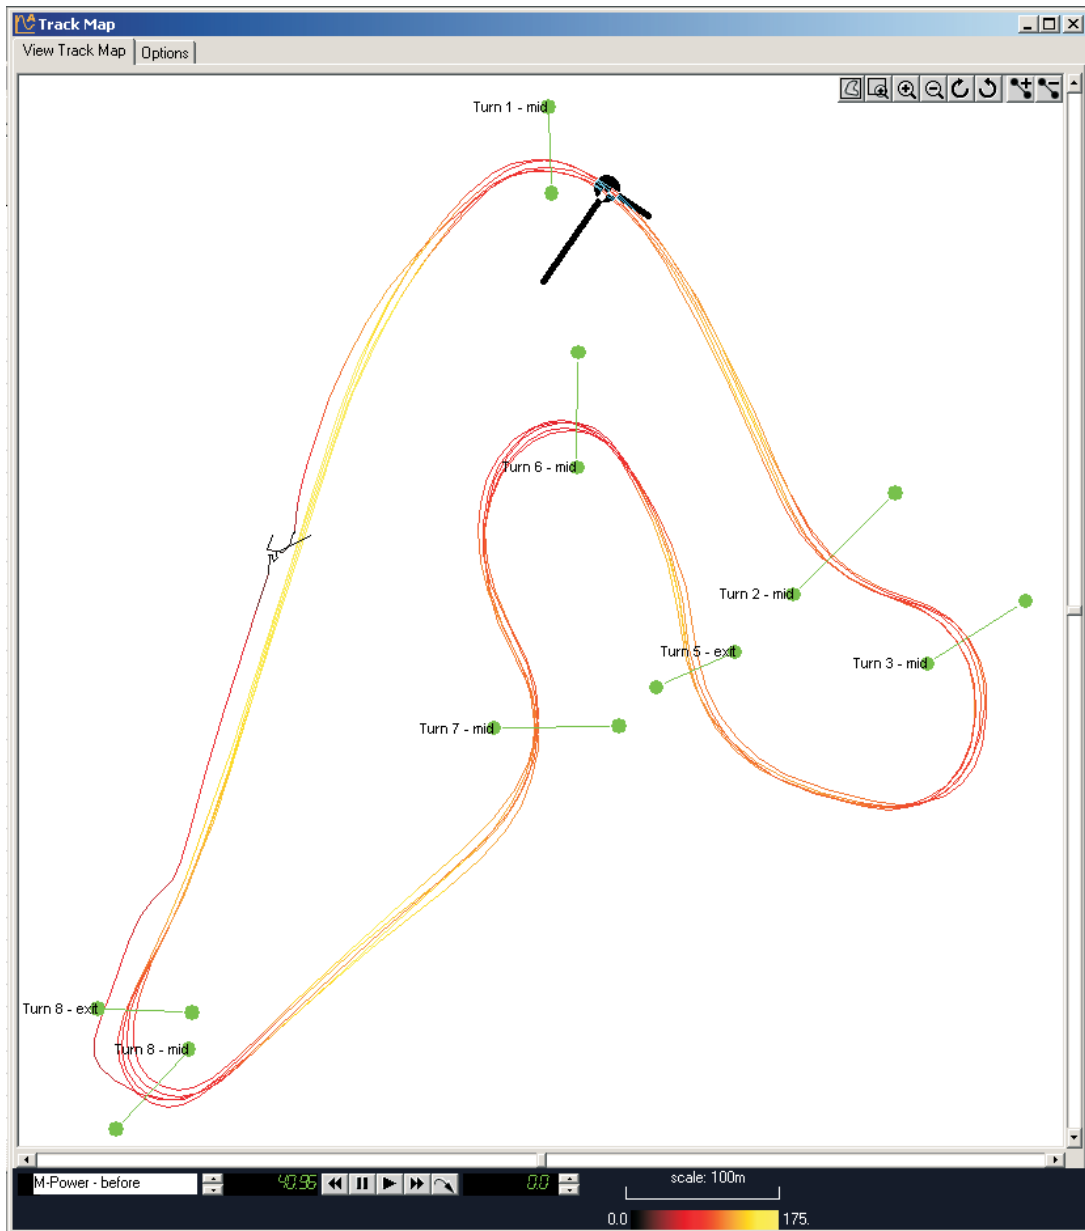 Track Map
View Track Map
Options
Turn 1 - mid
Turn 6 - mid
Turn 2 - mid
Turn 5 - exit
Turn 3 - mid
Turn 7 - mid
Turn 8 - exit
Turn 8 - mid
M-Power - before
40.96
0.0
scale: 100m
0.0
175.